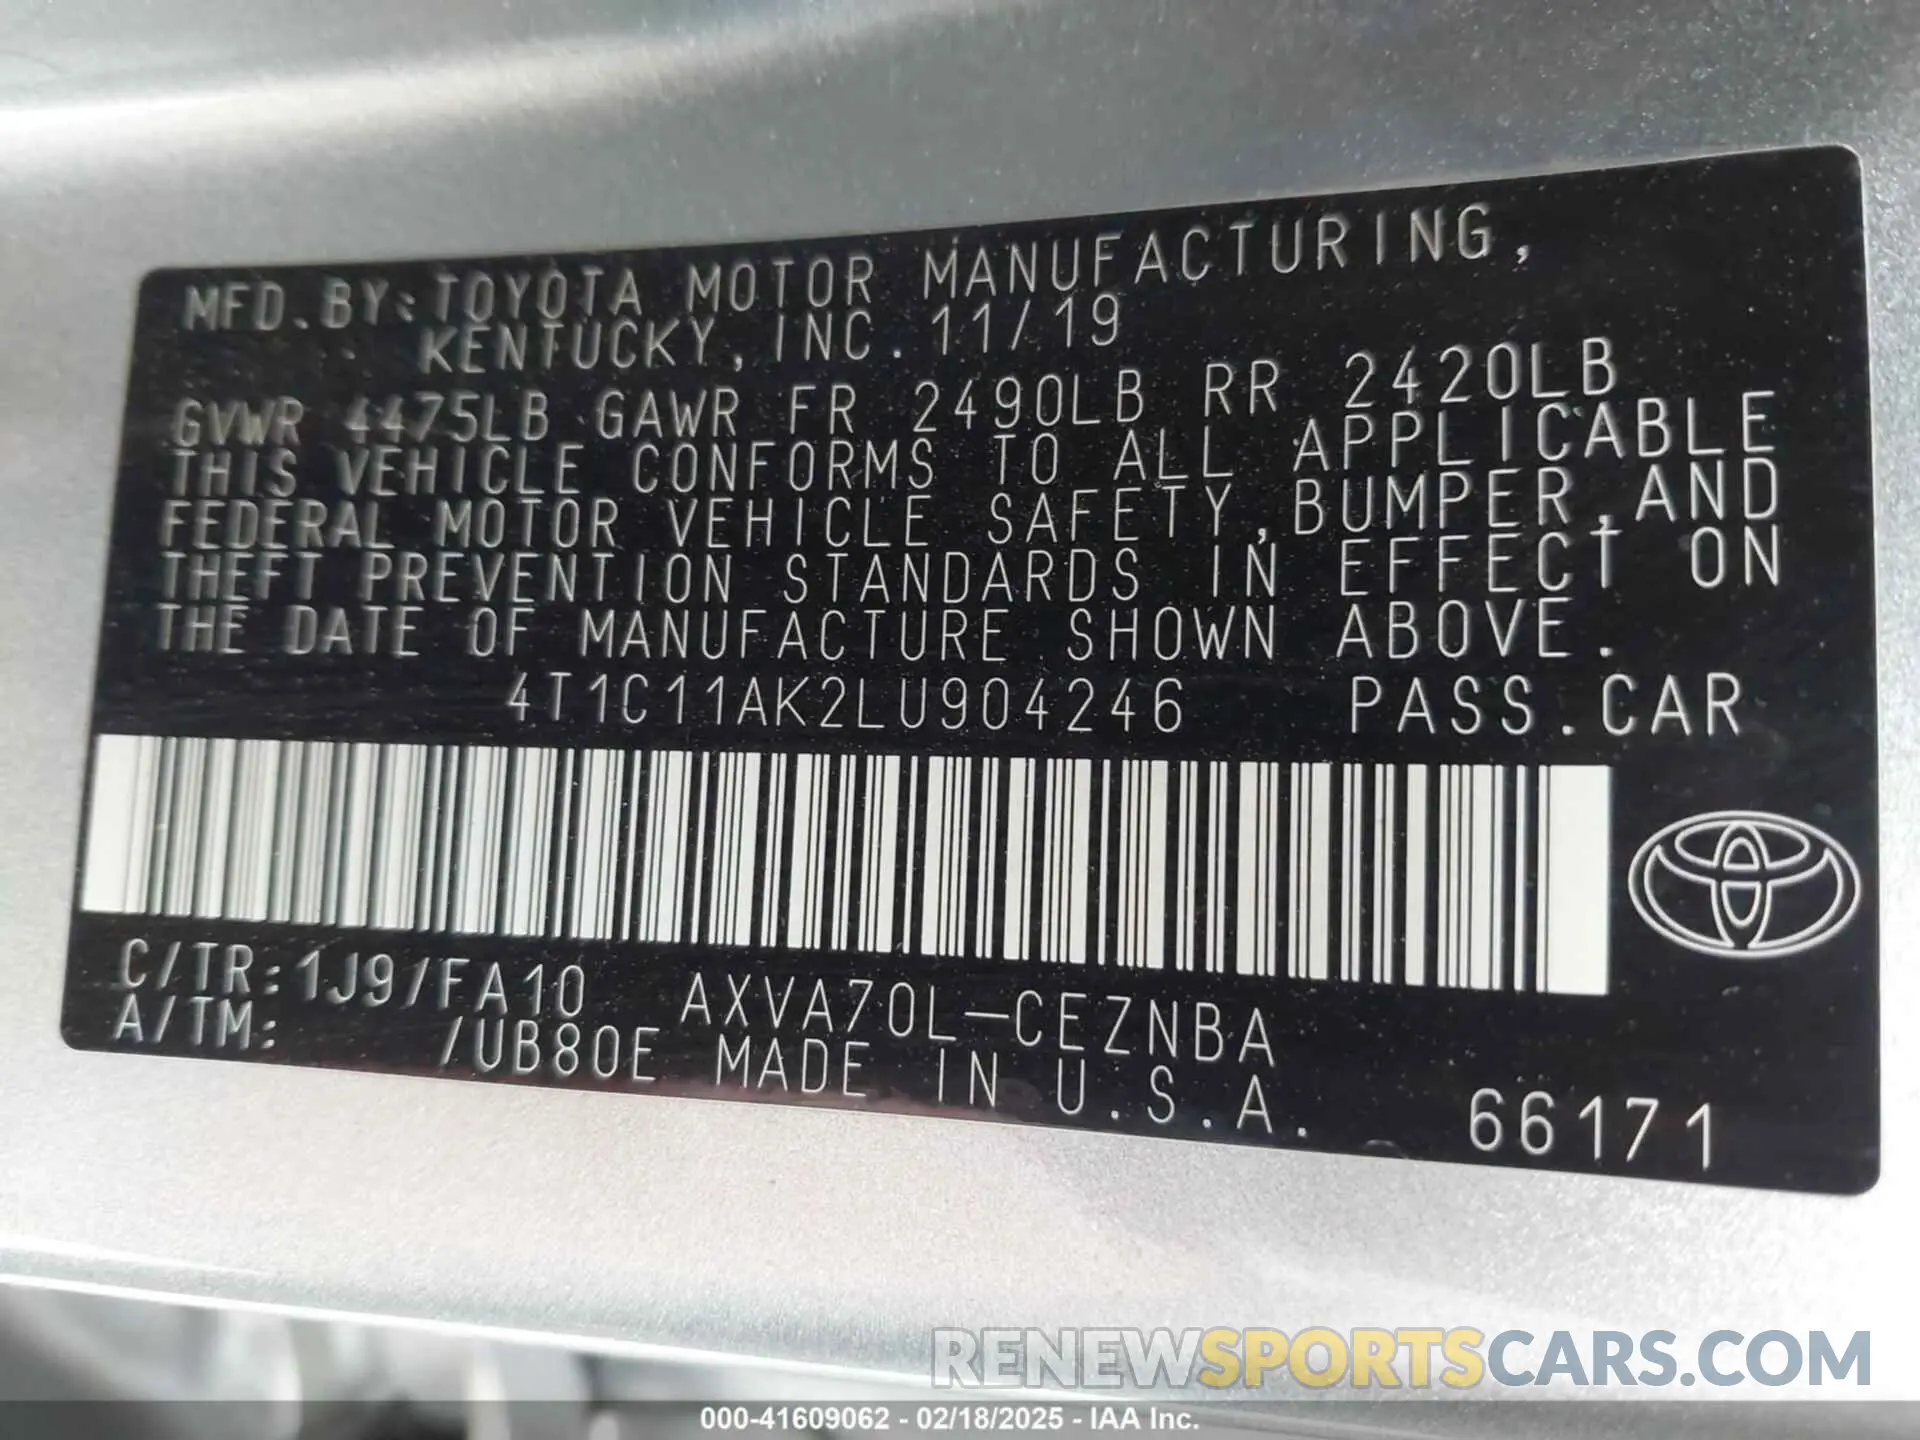 MFD.BY:TOYOTA MOTOR MANUFACTURING,
KENTUCKY, INC. 11/19
GVWR 4475LB GAWR FR 2490LB RR 2420LB
THIS VEHICLE CONFORMS TO ALL APPLICABLE
FEDERAL MOTOR VEHICLE SAFETY,BUMPER,AND
THEFT PREVENTION STANDARDS IN EFFECT ON
THE DATE OF MANUFACTURE SHOWN ABOVE.
4T1C11AK2LU904246 PASS.CAR
C/TR:1J9/FA10 AXVA70L-CEZNBA
A/TM: /UB80E MADE IN U.S.A.
66171
RENEWSPORTSCARS.COM
000-41609062 - 02/18/2025 - IAA Inc.